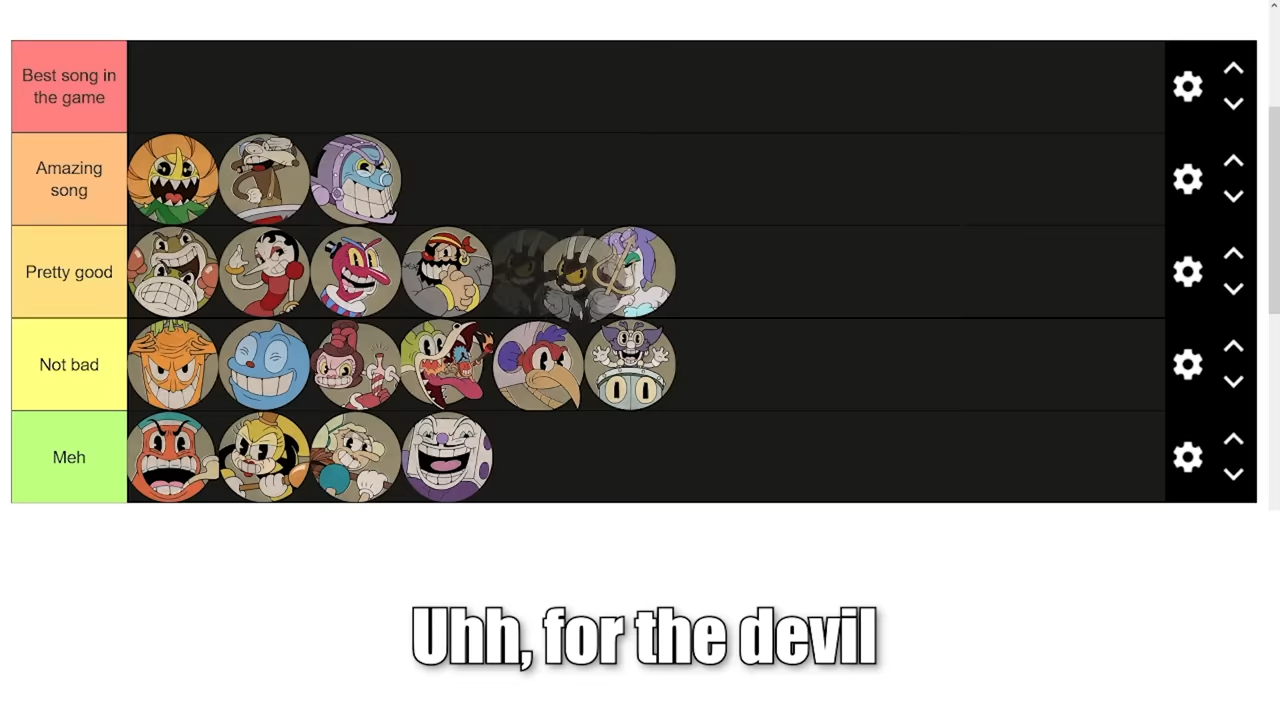 Best song in
the game
Amazing
song
Pretty good
Not bad
Meh
Uhh, for the devil